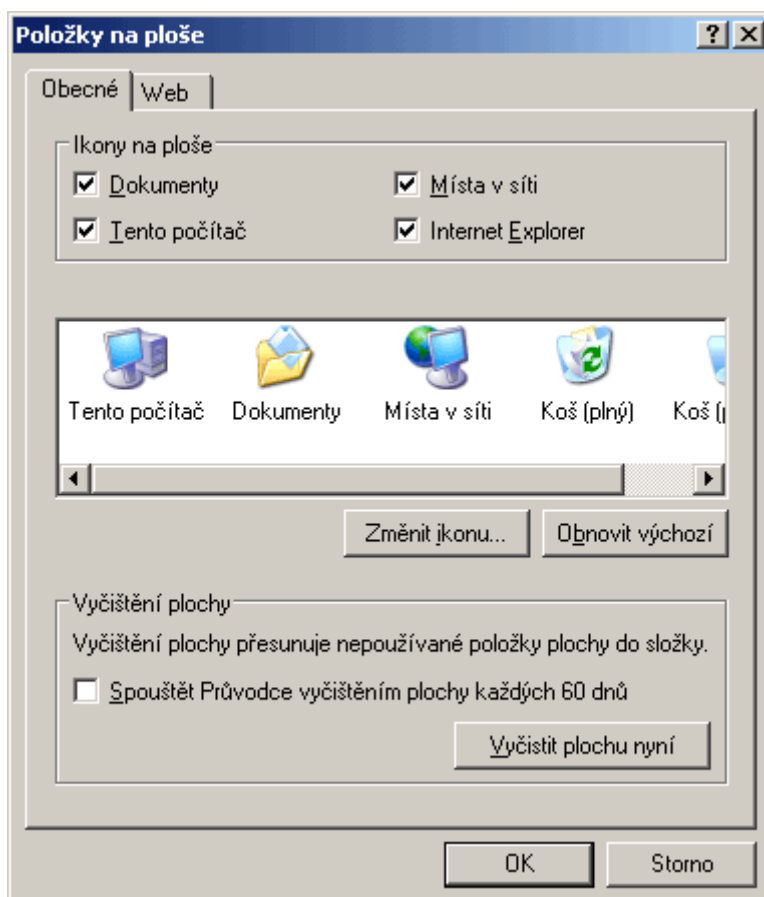 Položky na ploše
Obecné Web
Ikony na ploše
Dokumenty Místa v síti
Tento počítač Internet Explorer
Tento počítač Dokumenty Místa v síti Koš (plný) Koš (
Změnit ikonu... Obnovit výchozí
Vyčištění plochy
Vyčištění plochy přesunuje nepoužívané položky plochy do složky.
Spouštět Průvodce vyčištěním plochy každých 60 dnů
Vyčistit plochu nyní
OK Storno